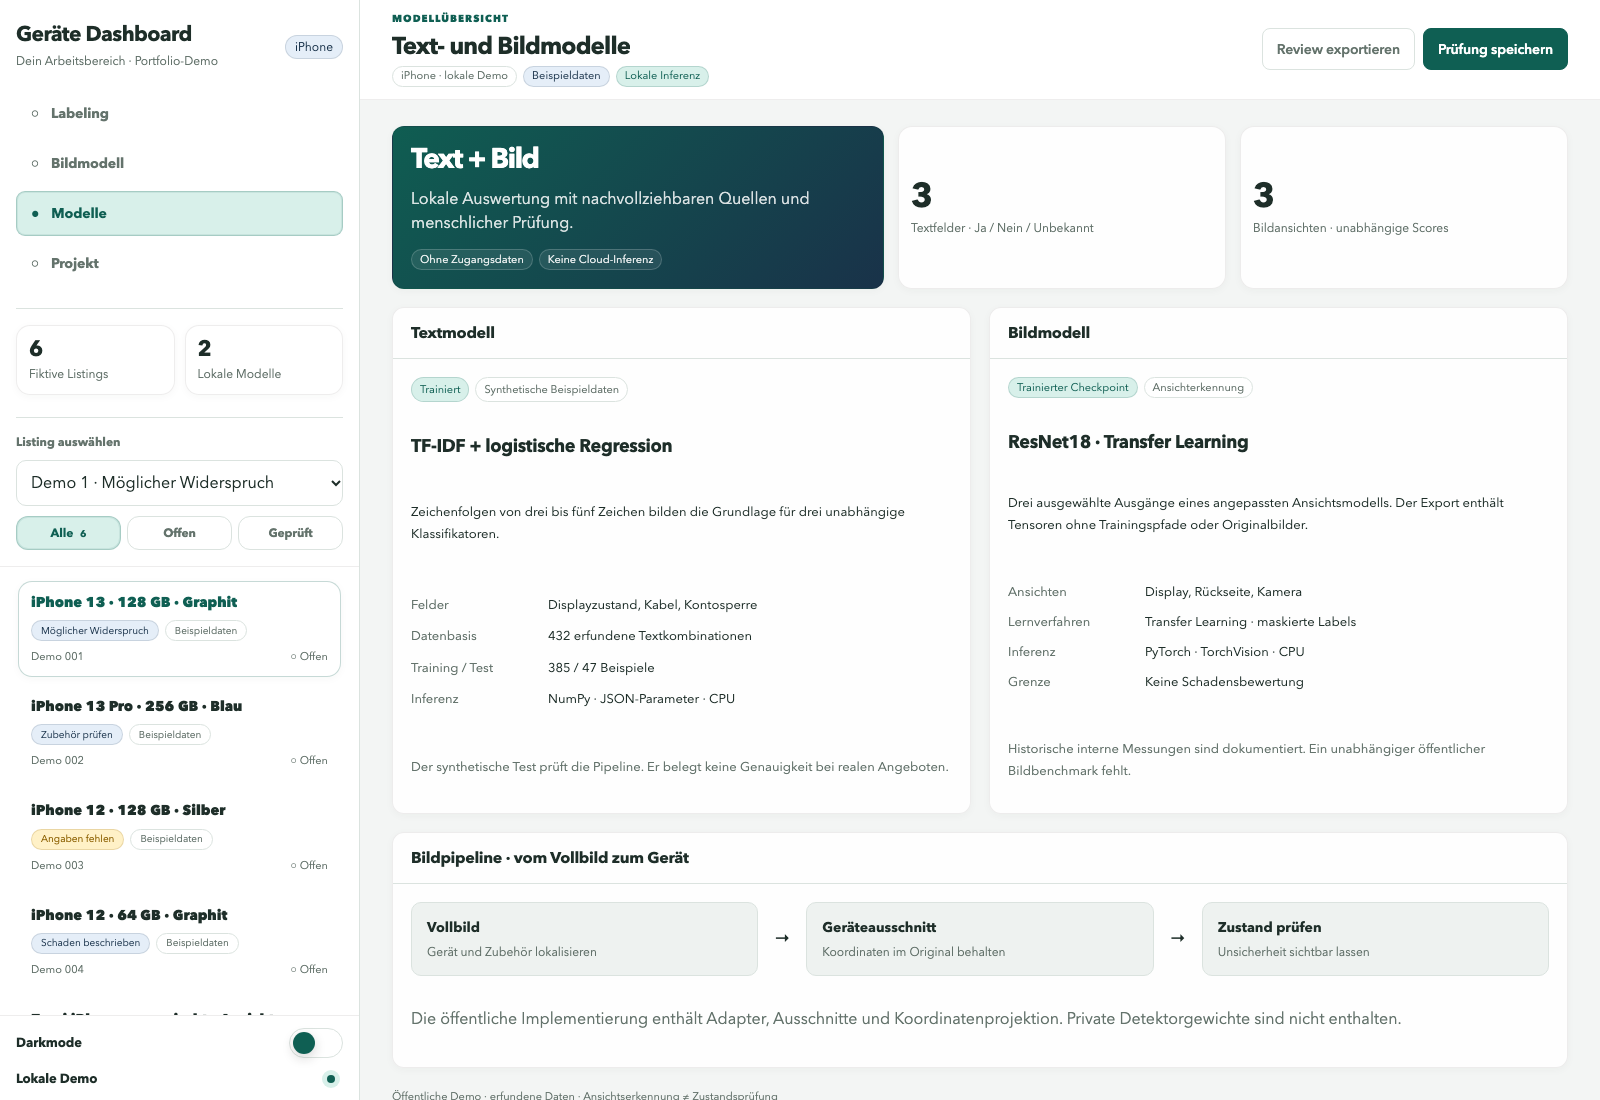 Geräte Dashboard
Dein Arbeitsbereich · Portfolio-Demo
iPhone
Labeling
Bildmodell
Modelle
Projekt
6
Fiktive Listings
2
Lokale Modelle
Listing auswählen
Demo 1 · Möglicher Widerspruch
Alle 6
Offen
Geprüft
iPhone 13 · 128 GB · Graphit
Möglicher Widerspruch
Beispieldaten
Demo 001
○ Offen
iPhone 13 Pro · 256 GB · Blau
Zubehör prüfen
Beispieldaten
Demo 002
○ Offen
iPhone 12 · 128 GB · Silber
Angaben fehlen
Beispieldaten
Demo 003
○ Offen
iPhone 12 · 64 GB · Graphit
Schaden beschrieben
Beispieldaten
Demo 004
○ Offen
Darkmode
Lokale Demo
MODELLÜBERSICHT
Text- und Bildmodelle
iPhone · lokale Demo
Beispieldaten
Lokale Inferenz
Review exportieren
Prüfung speichern
Text + Bild
Lokale Auswertung mit nachvollziehbaren Quellen und
menschlicher Prüfung.
Ohne Zugangsdaten
Keine Cloud-Inferenz
3
Textfelder · Ja / Nein / Unbekannt
3
Bildansichten · unabhängige Scores
Textmodell
Trainiert
Synthetische Beispieldaten
TF-IDF + logistische Regression
Zeichenfolgen von drei bis fünf Zeichen bilden die Grundlage für drei unabhängige
Klassifikatoren.
Felder Displayzustand, Kabel, Kontosperre
Datenbasis 432 erfundene Textkombinationen
Training / Test 385 / 47 Beispiele
Inferenz NumPy · JSON-Parameter · CPU
Der synthetische Test prüft die Pipeline. Er belegt keine Genauigkeit bei realen Angeboten.
Bildmodell
Trainierter Checkpoint
Ansichterkennung
ResNet18 · Transfer Learning
Drei ausgewählte Ausgänge eines angepassten Ansichtsmodells. Der Export enthält
Tensoren ohne Trainingspfade oder Originalbilder.
Ansichten Display, Rückseite, Kamera
Lernverfahren Transfer Learning · maskierte Labels
Inferenz PyTorch · TorchVision · CPU
Grenze Keine Schadensbewertung
Historische interne Messungen sind dokumentiert. Ein unabhängiger öffentlicher
Bildbenchmark fehlt.
Bildpipeline · vom Vollbild zum Gerät
Vollbild
Gerät und Zubehör lokalisieren
→
Geräteausschnitt
Koordinaten im Original behalten
→
Zustand prüfen
Unsicherheit sichtbar lassen
Die öffentliche Implementierung enthält Adapter, Ausschnitte und Koordinatenprojektion. Private Detektorgewichte sind nicht enthalten.
Öffentliche Demo · erfundene Daten · Ansichtserkennung ≠ Zustandsprüfung